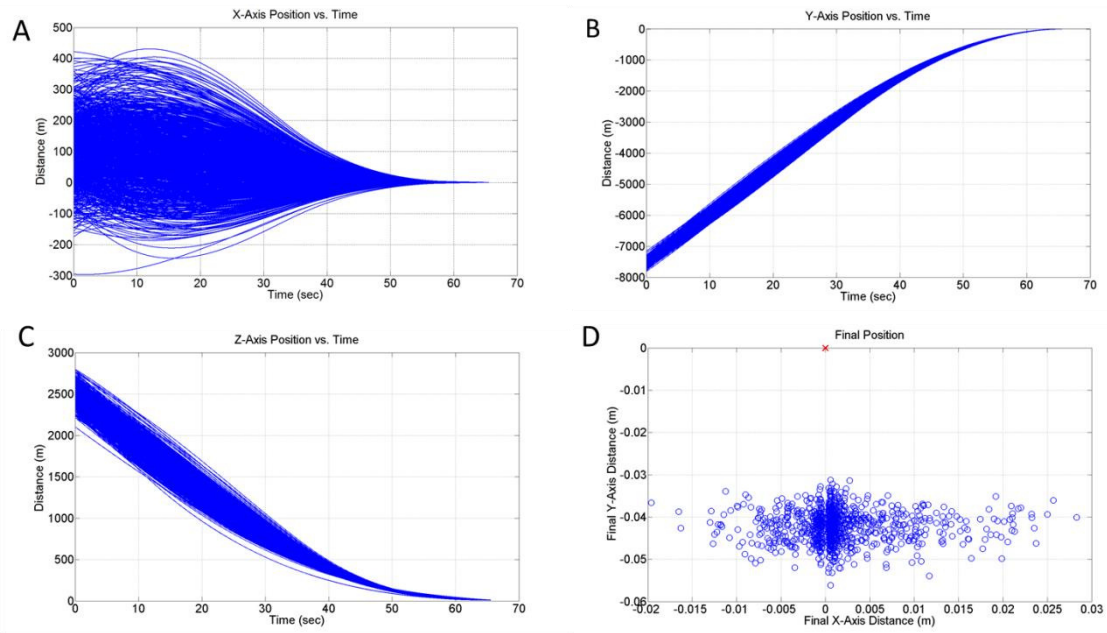 A
X-Axis Position vs. Time
500
400
300
200
100
0
-100
-200
-300
Distance (m)
0 10 20 30 40 50 60 70
Time (sec)
B
Y-Axis Position vs. Time
0
-1000
-2000
-3000
-4000
-5000
-6000
-7000
-8000
Distance (m)
0 10 20 30 40 50 60 70
Time (sec)
C
Z-Axis Position vs. Time
3000
2500
2000
1500
1000
500
0
Distance (m)
0 10 20 30 40 50 60 70
Time (sec)
D
Final Position
0
-0.01
-0.02
-0.03
-0.04
-0.05
-0.06
Final Y-Axis Distance (m)
-0.02 -0.015 -0.01 -0.005 0 0.005 0.01 0.015 0.02 0.025 0.03
Final X-Axis Distance (m)